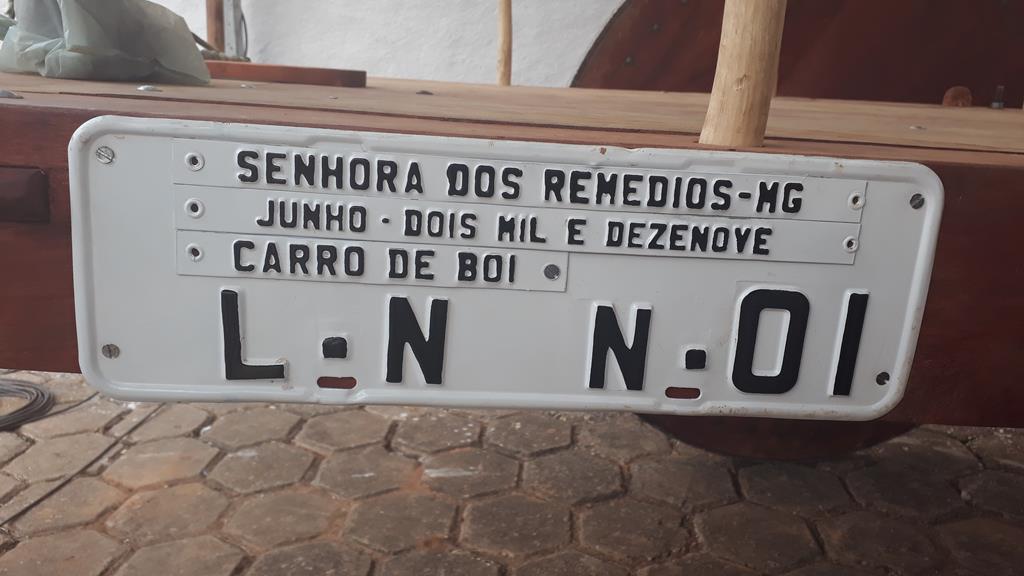 SENHORA DOS REMEDIOS-MG
JUNHO - DOIS MIL E DEZENOVE
CARRO DE BOI
L. N N. 01